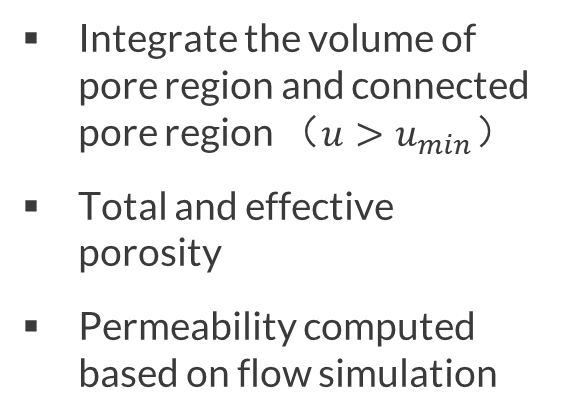 ▪ Integrate the volume of
pore region and connected
pore region （u > u_min）
▪ Total and effective
porosity
▪ Permeability computed
based on flow simulation